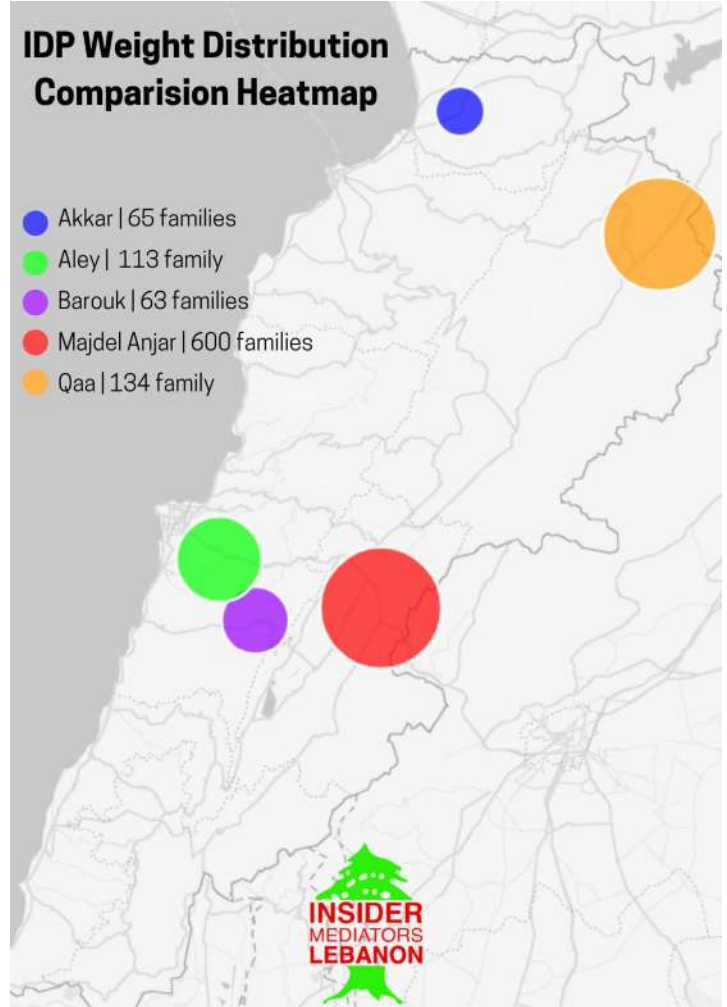 IDP Weight Distribution
Comparision Heatmap
Akkar | 65 families
Aley | 113 family
Barouk | 63 families
Majdel Anjar | 600 families
Qaa | 134 family
INSIDER
MEDIATORS
LEBANON